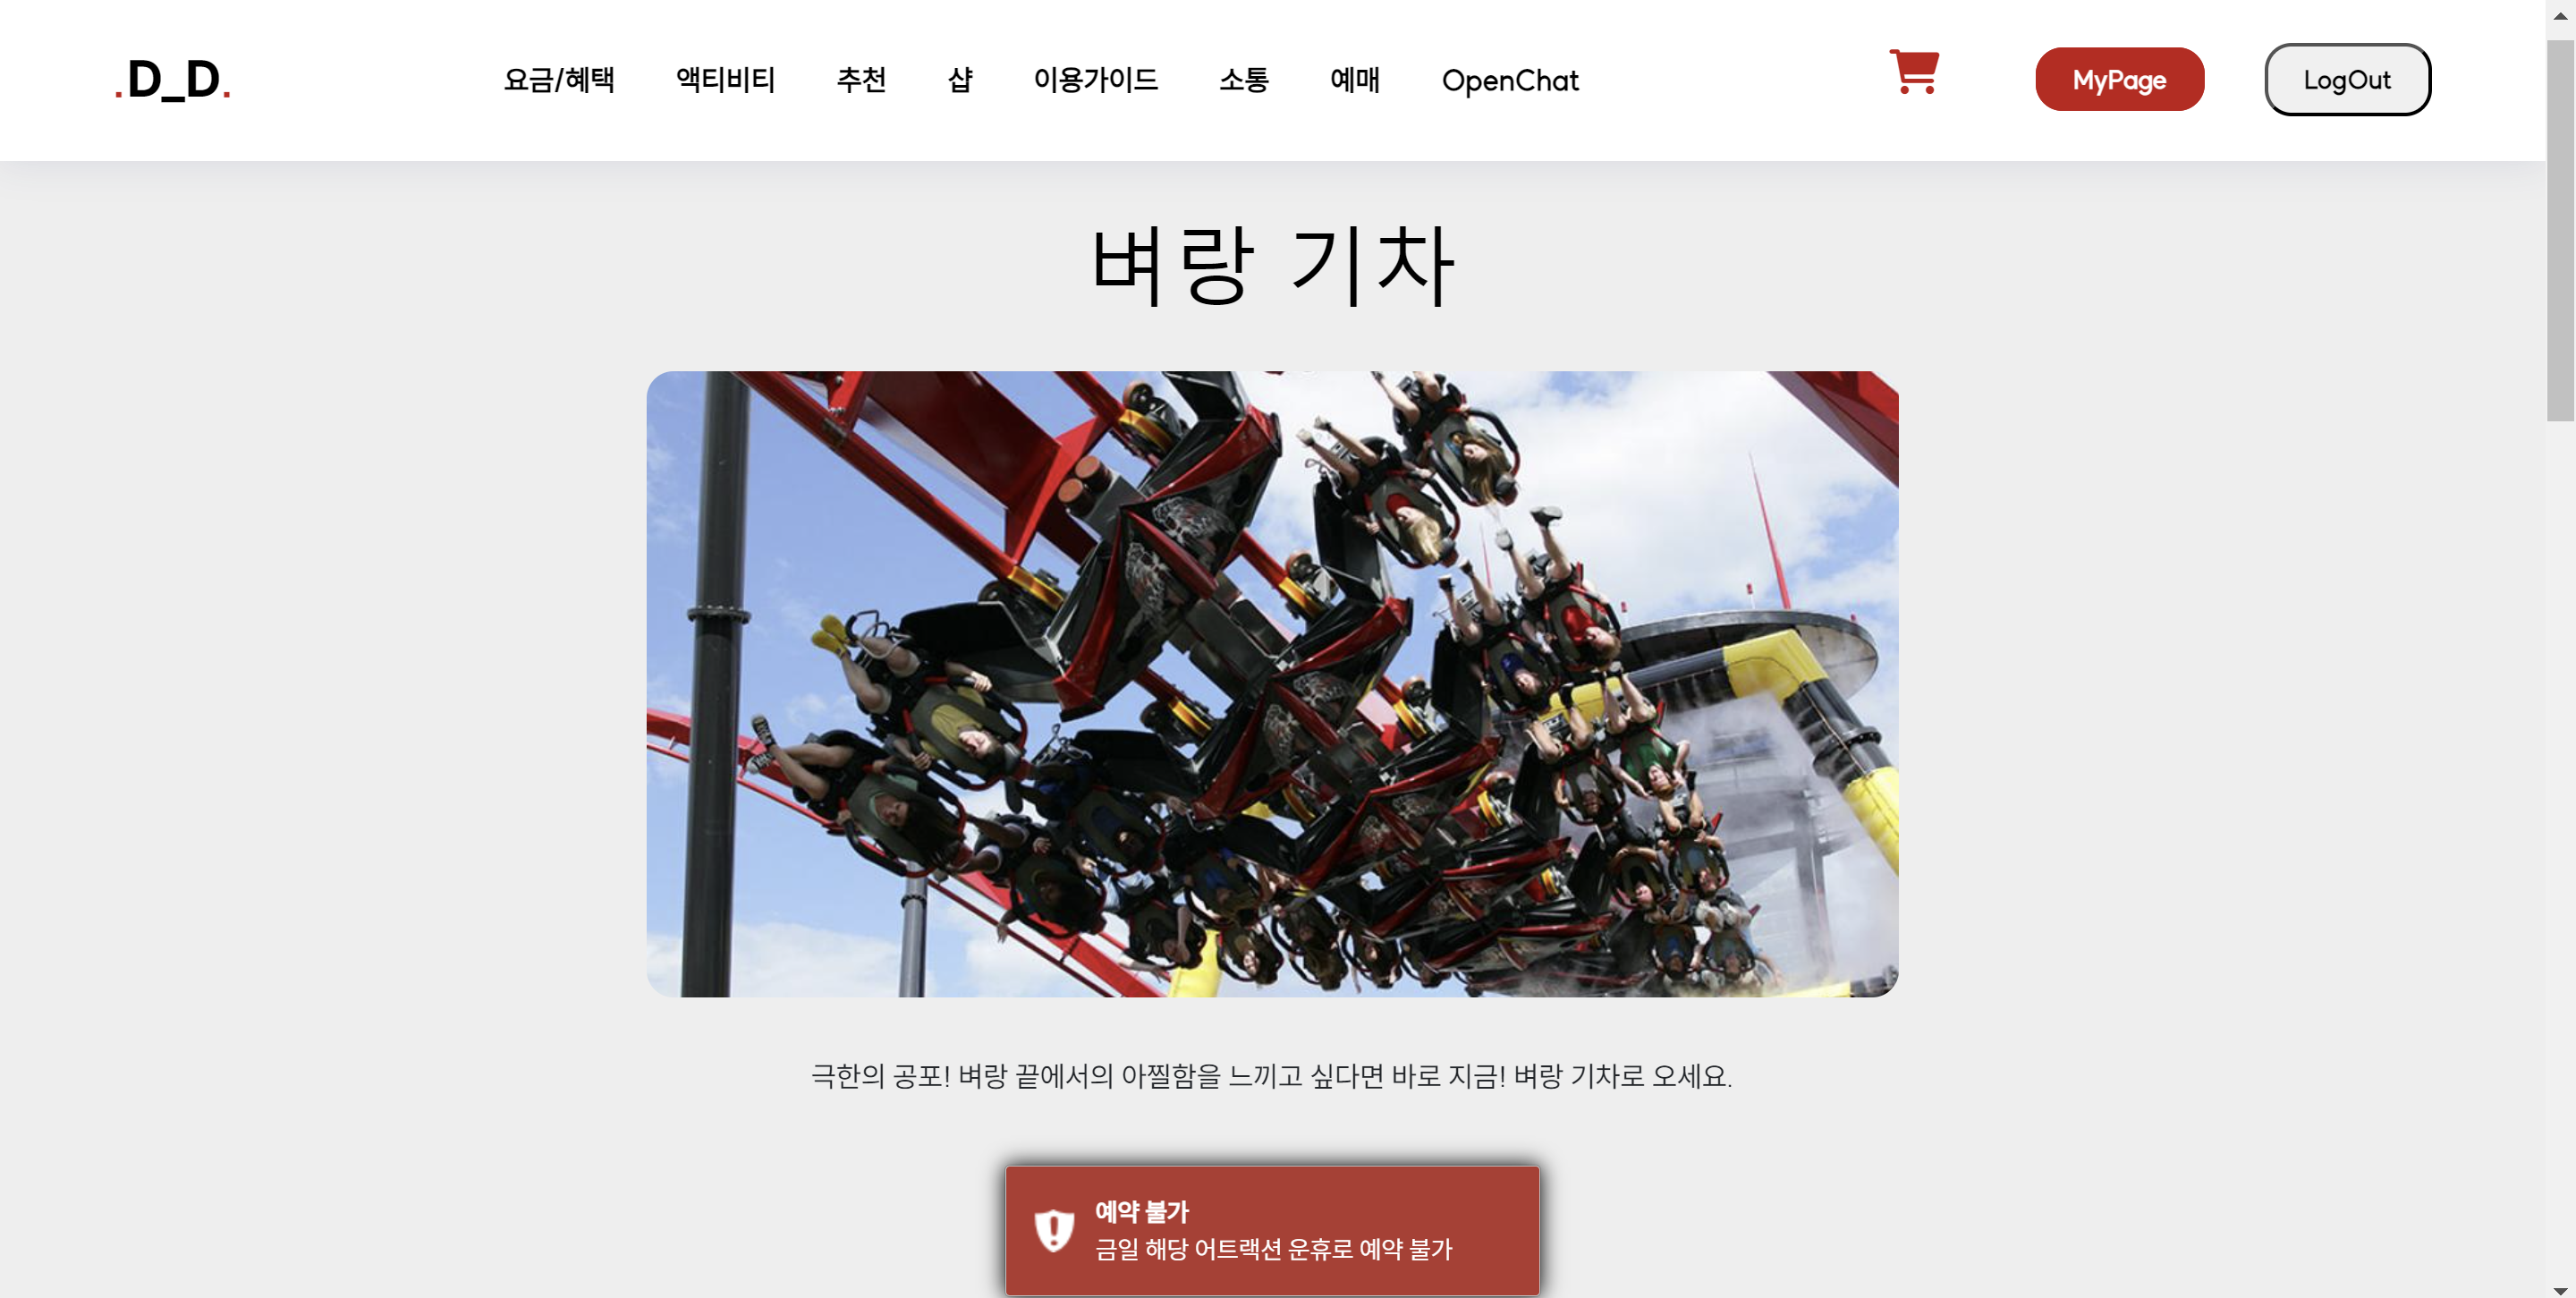 .D_D.
요금/혜택 액티비티 추천 샵 이용가이드 소통 예매 OpenChat MyPage LogOut
벼랑 기차
극한의 공포! 벼랑 끝에서의 아찔함을 느끼고 싶다면 바로 지금! 벼랑 기차로 오세요.
예약 불가
금일 해당 어트랙션 운휴로 예약 불가